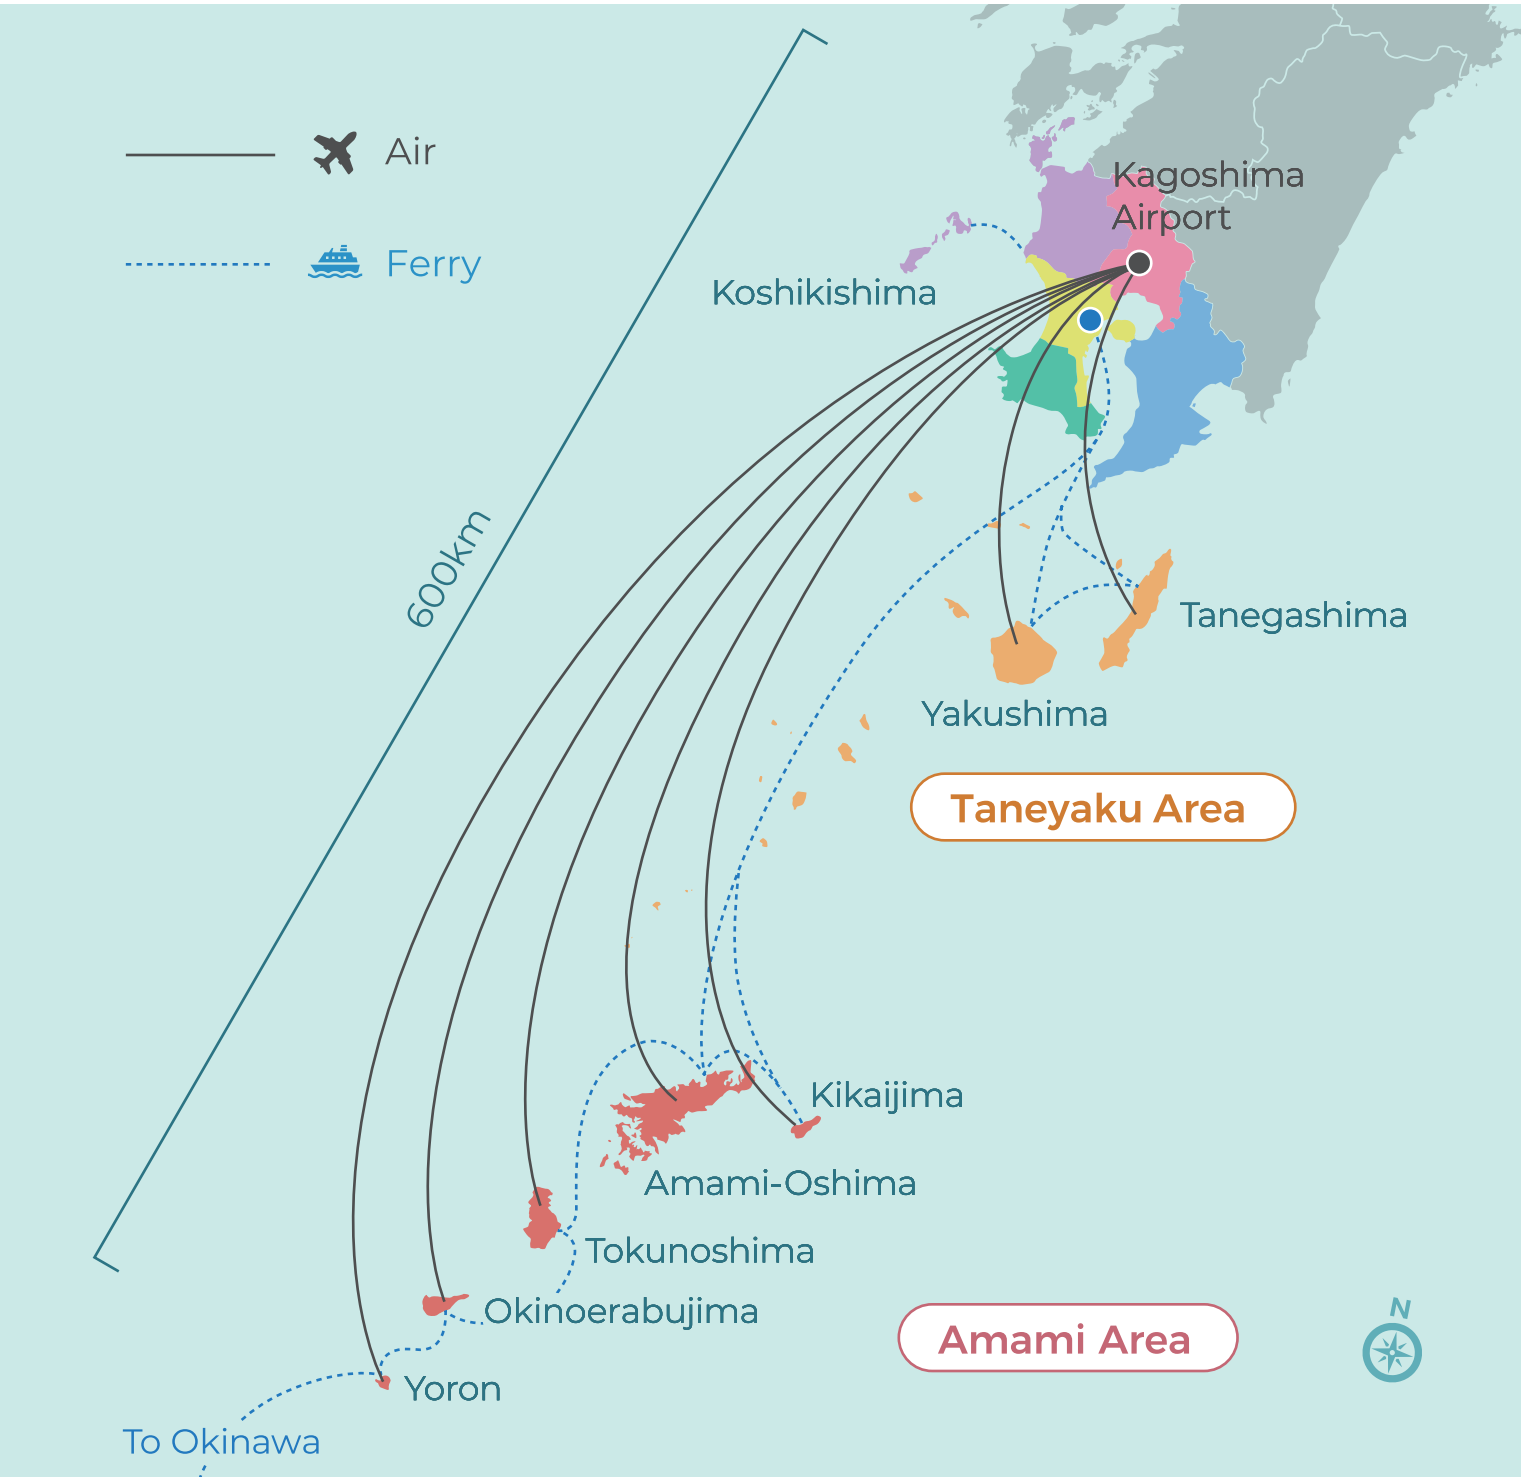 Air
Kagoshima
Airport
Ferry
Koshikishima
600km
Tanegashima
Yakushima
Taneyaku Area
Kikaijima
Amami-Oshima
Tokunoshima
Okinoerabujima
N
Amami Area
Yoron
To Okinawa